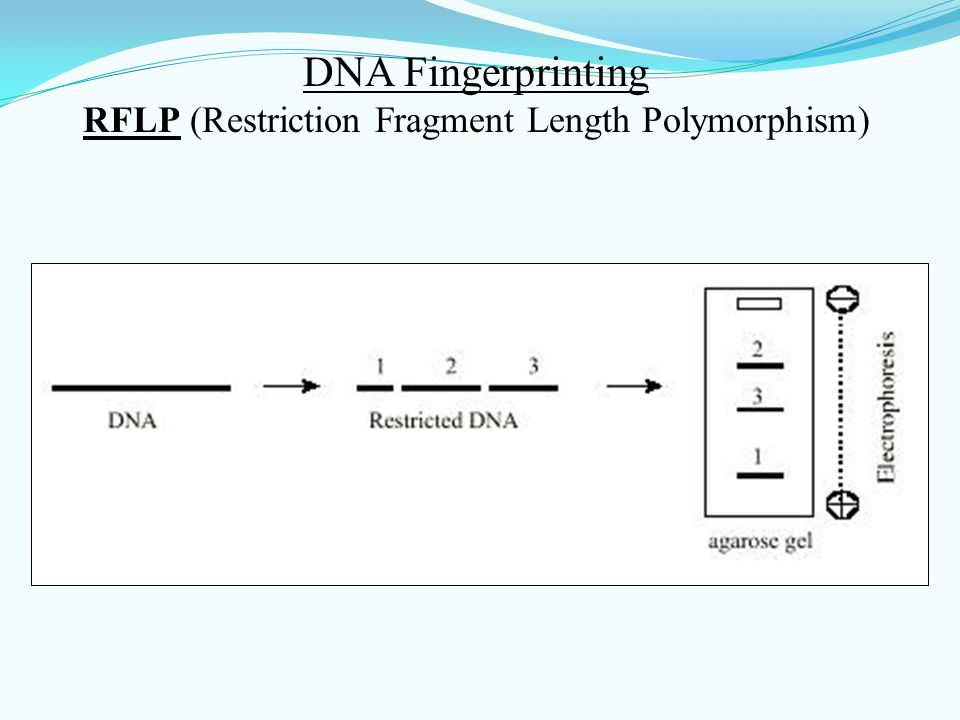 DNA Fingerprinting
RFLP (Restriction Fragment Length Polymorphism)
1 2 3
DNA
Restricted DNA
2
3
1
agarose gel
Electrophoresis